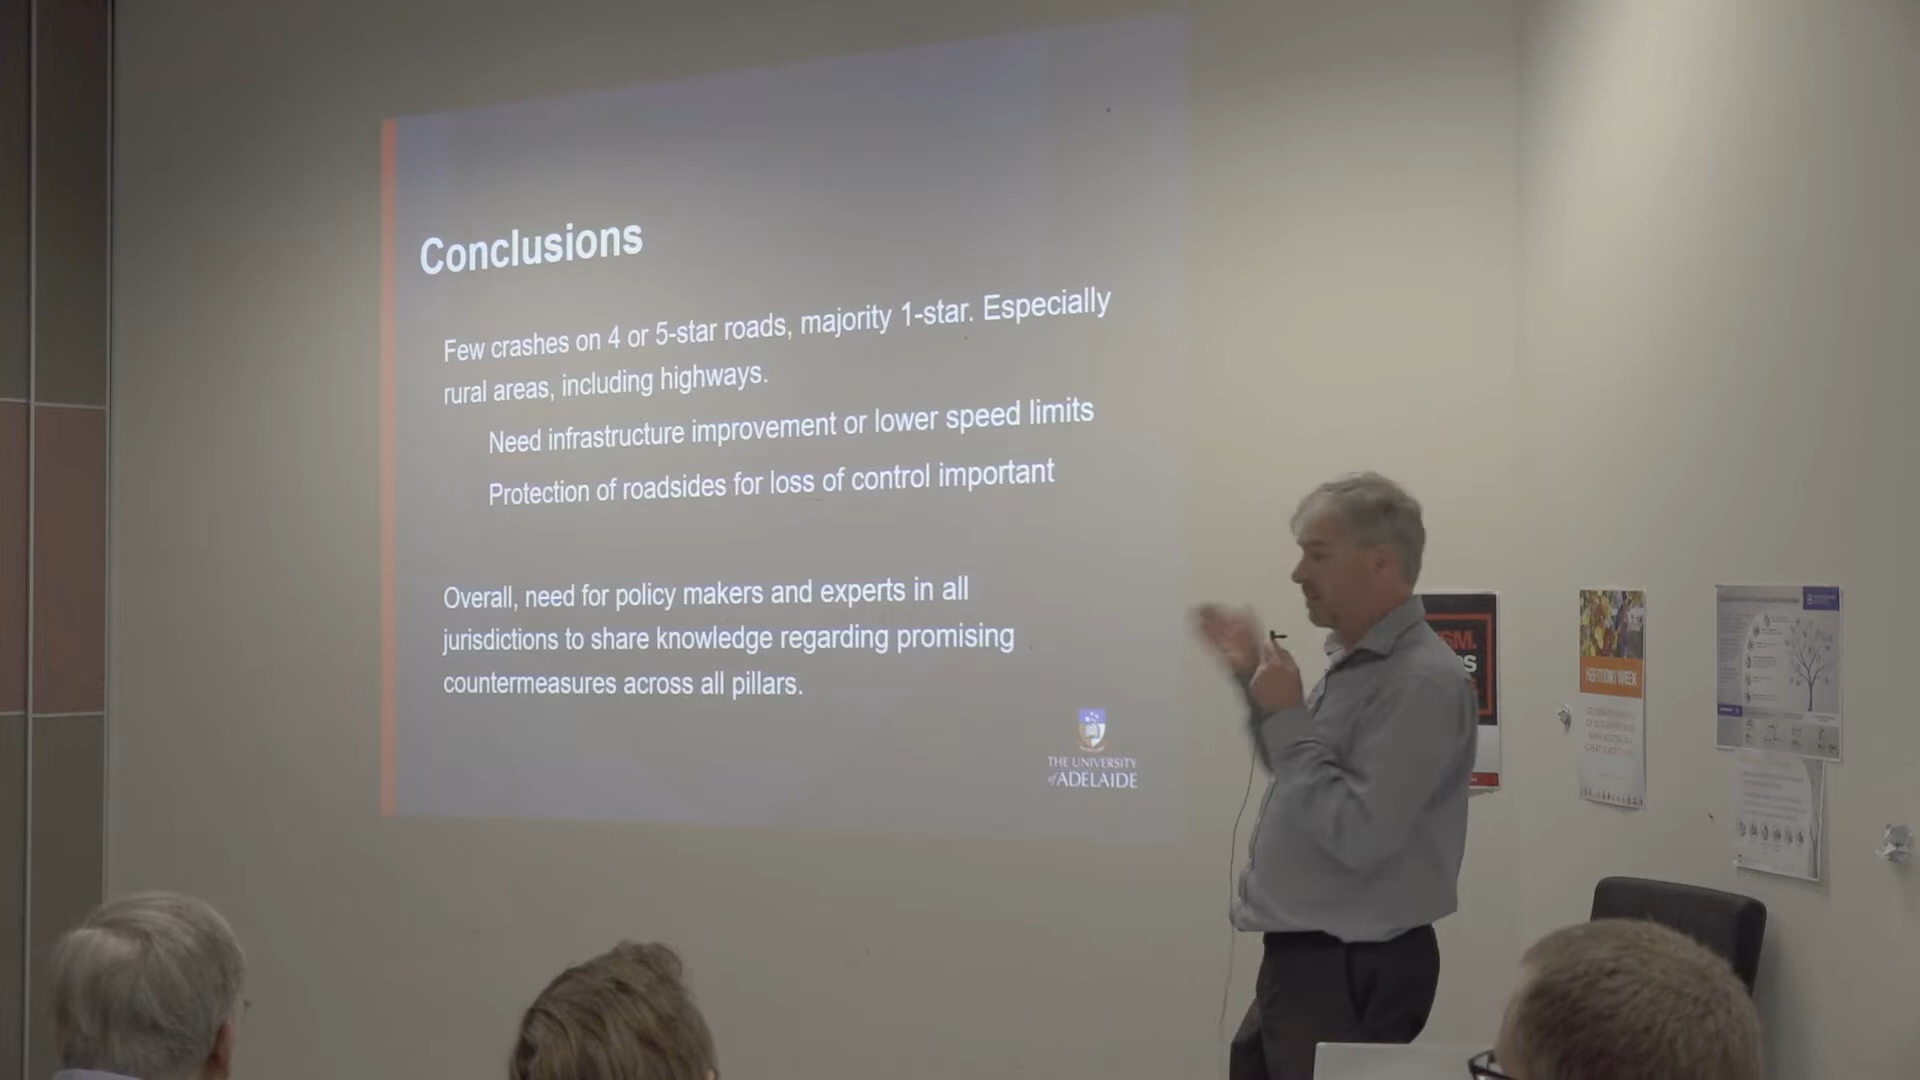 Conclusions
Few crashes on 4 or 5-star roads, majority 1-star. Especially
rural areas, including highways.
Need infrastructure improvement or lower speed limits
Protection of roadsides for loss of control important
Overall, need for policy makers and experts in all
jurisdictions to share knowledge regarding promising
countermeasures across all pillars.
THE UNIVERSITY
of ADELAIDE
HARMONY WEEK